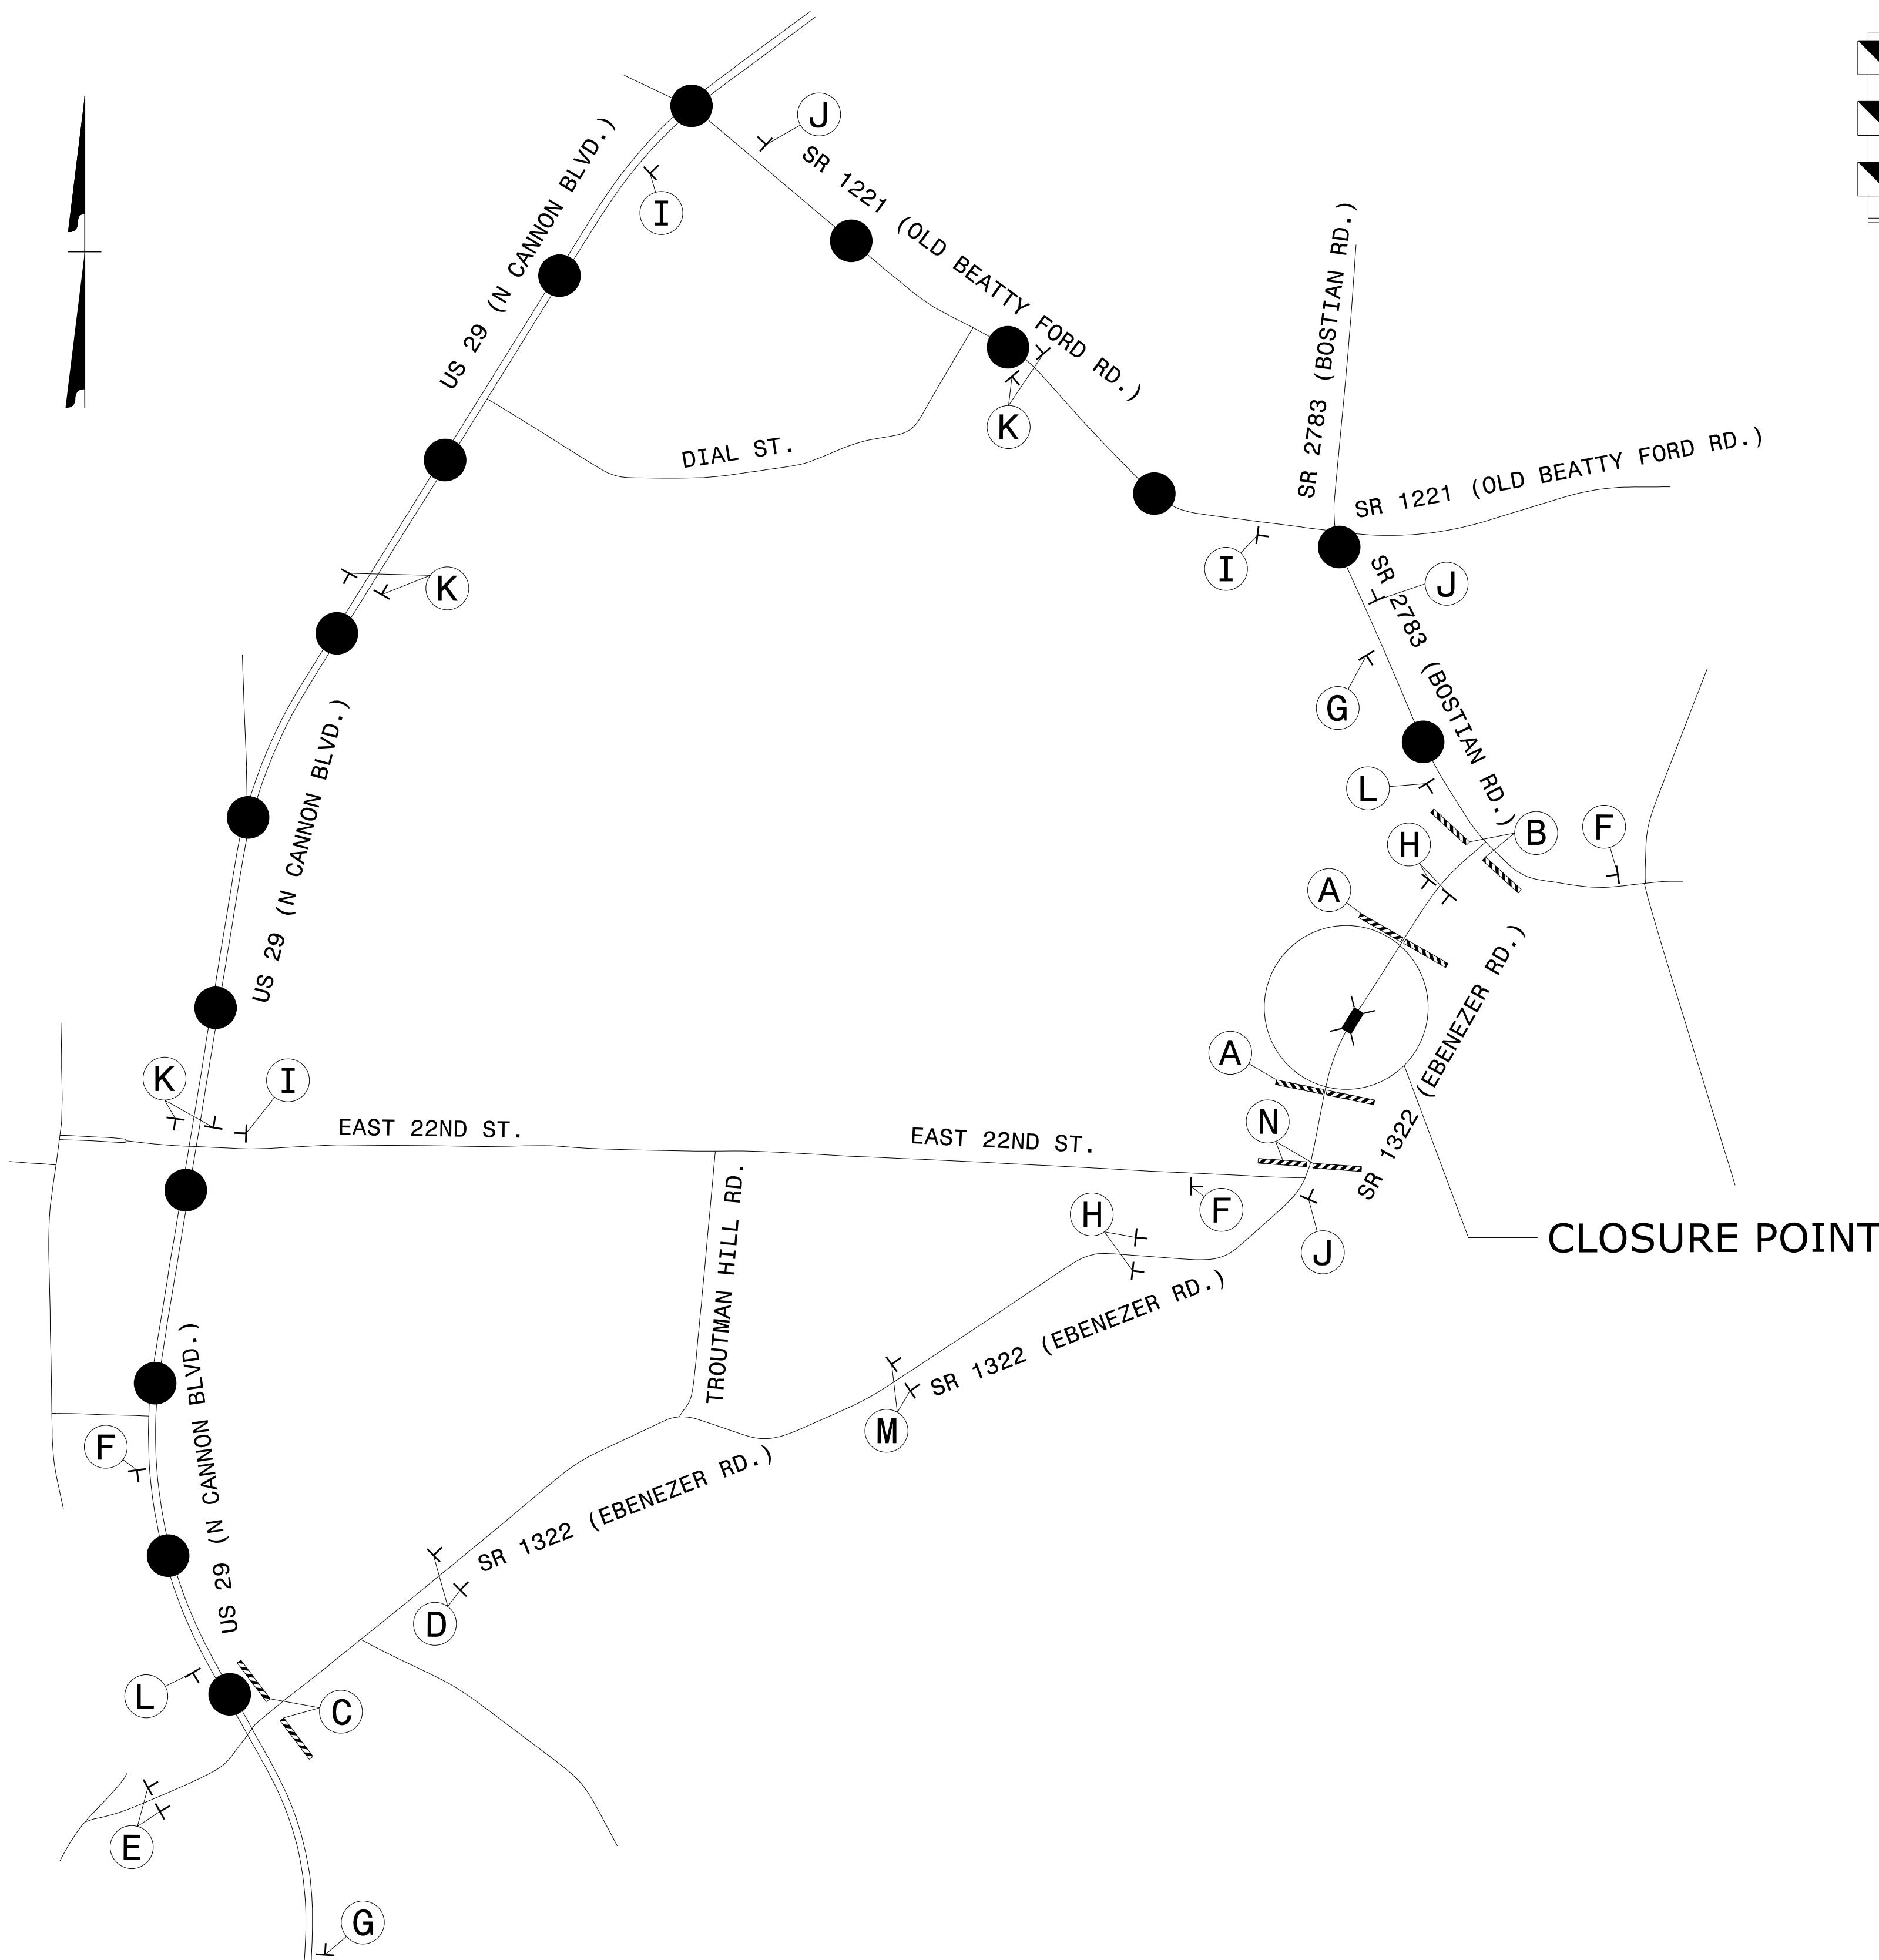 J
I
US 29 (N CANNON BLVD.)
SR 1221 (OLD BEATTY FORD RD.)
K
DIAL ST.
SR 2783 (BOSTIAN RD.)
SR 1221 (OLD BEATTY FORD RD.)
I
J
K
SR 2783 (BOSTIAN RD.)
G
US 29 (N CANNON BLVD.)
L
H
B
F
A
A
SR 1322 (EBENEZER RD.)
K
I
EAST 22ND ST.
EAST 22ND ST.
N
TROUTMAN HILL RD.
H
F
J
CLOSURE POINT
SR 1322 (EBENEZER RD.)
M
US 29 (N CANNON BLVD.)
F
SR 1322 (EBENEZER RD.)
D
L
C
E
G